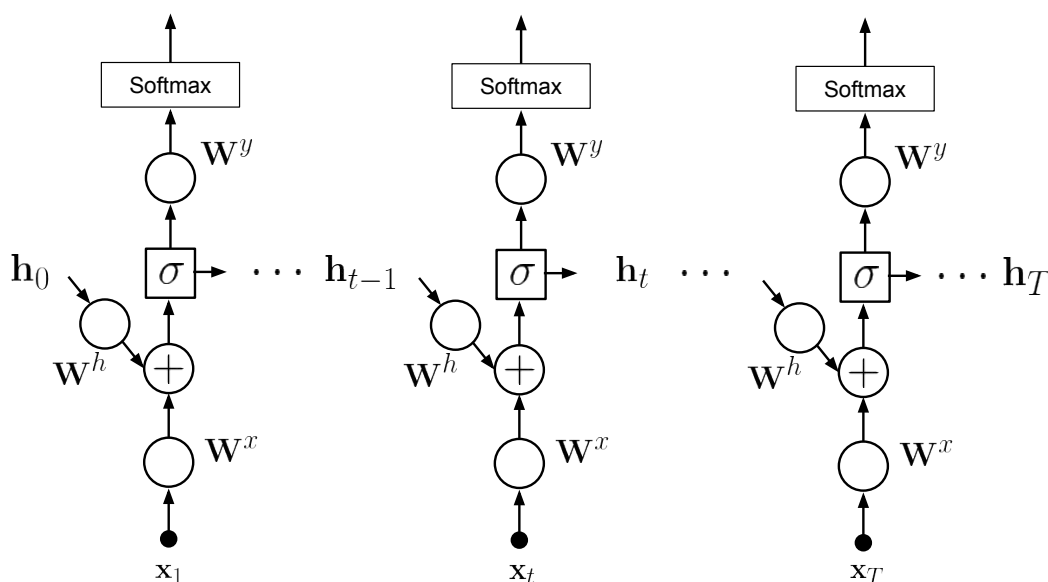 Softmax Softmax Softmax
W^y W^y W^y
h_0 σ · · · h_{t−1} σ h_t · · · σ · · · h_T
W^h + W^h + W^h +
W^x W^x W^x
x_1 x_t x_T